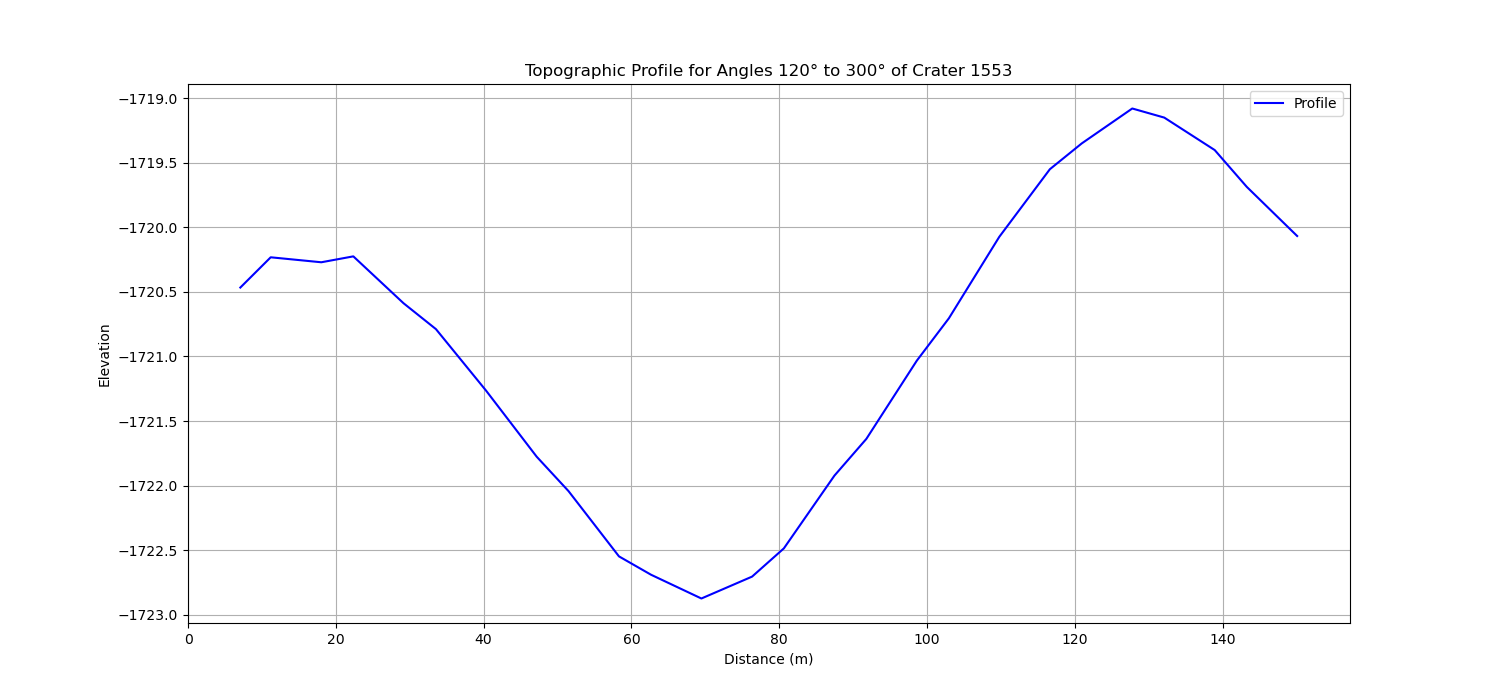 Topographic Profile for Angles 120° to 300° of Crater 1553
Profile
−1719.0
−1719.5
−1720.0
−1720.5
−1721.0
−1721.5
−1722.0
−1722.5
−1723.0
Elevation
0 20 40 60 80 100 120 140
Distance (m)